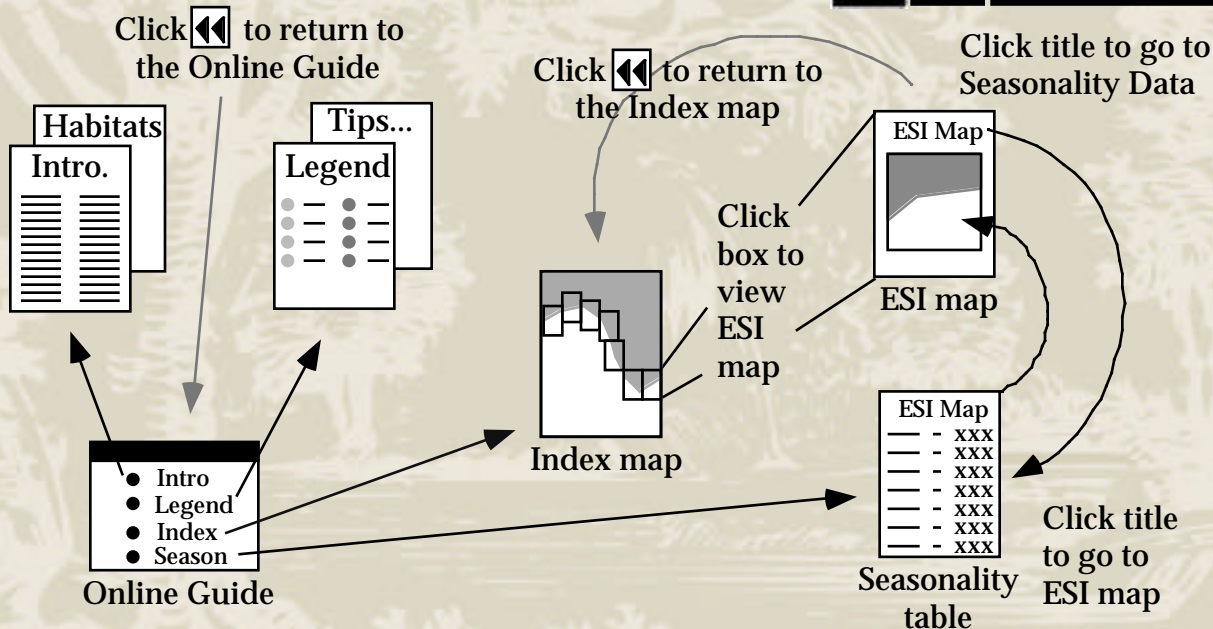 Click to return to
the Online Guide
Click to return to
the Index map
Click title to go to
Seasonality Data
Habitats
Intro.
Tips...
Legend
ESI Map
ESI map
Click
box to
view
ESI
map
Index map
Intro
Legend
Index
Season
Online Guide
ESI Map
xxx
xxx
xxx
xxx
xxx
xxx
xxx
Seasonality
table
Click title
to go to
ESI map